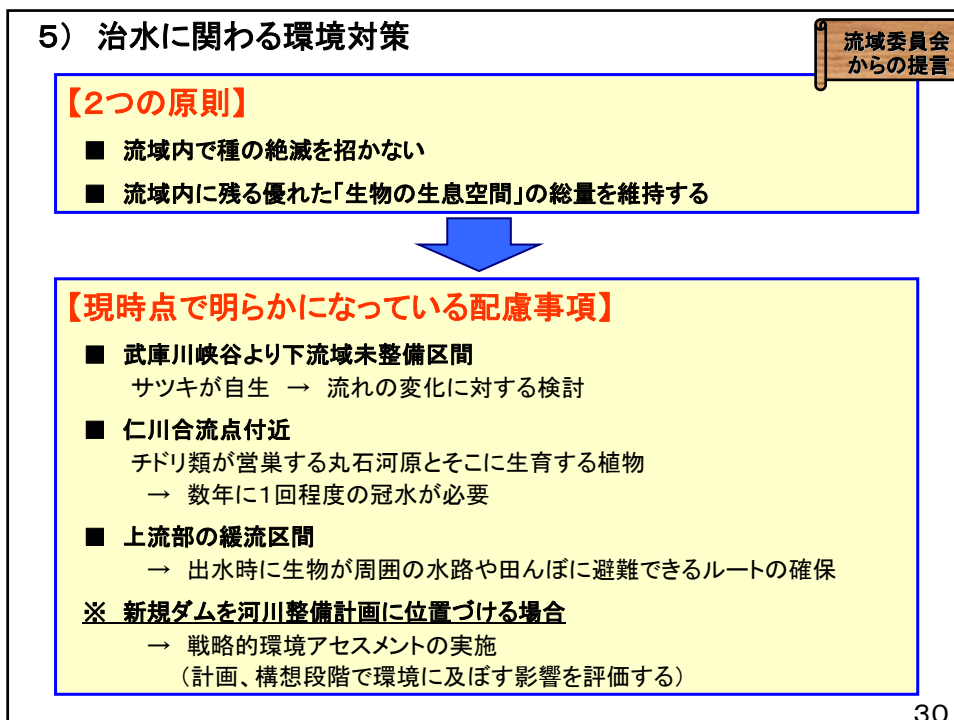 5） 治水に関わる環境対策
流域委員会
からの提言
【2つの原則】
■ 流域内で種の絶滅を招かない
■ 流域内に残る優れた｢生物の生息空間｣の総量を維持する
【現時点で明らかになっている配慮事項】
■ 武庫川峡谷より下流域未整備区間
サツキが自生 → 流れの変化に対する検討
■ 仁川合流点付近
チドリ類が営巣する丸石河原とそこに生育する植物
→ 数年に1回程度の冠水が必要
■ 上流部の緩流区間
→ 出水時に生物が周囲の水路や田んぼに避難できるルートの確保
※ 新規ダムを河川整備計画に位置づける場合
→ 戦略的環境アセスメントの実施
（計画、構想段階で環境に及ぼす影響を評価する）
30